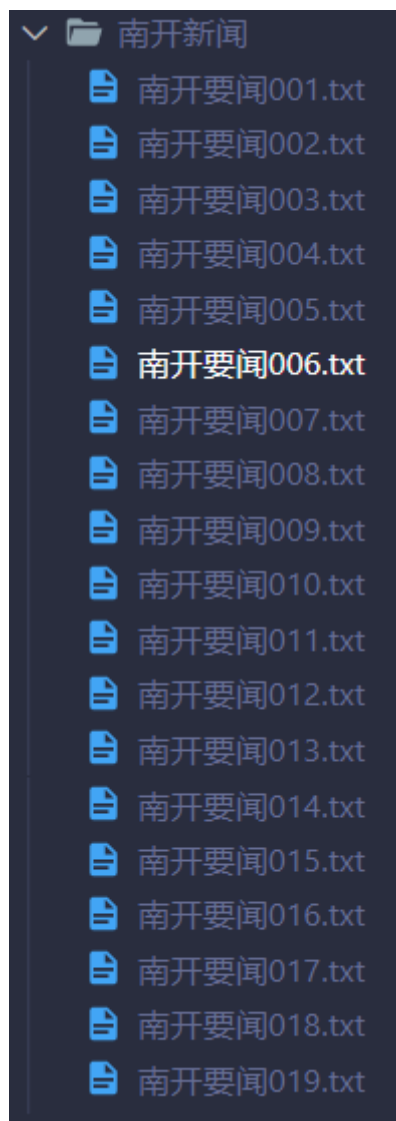 南开新闻
南开要闻001.txt
南开要闻002.txt
南开要闻003.txt
南开要闻004.txt
南开要闻005.txt
南开要闻006.txt
南开要闻007.txt
南开要闻008.txt
南开要闻009.txt
南开要闻010.txt
南开要闻011.txt
南开要闻012.txt
南开要闻013.txt
南开要闻014.txt
南开要闻015.txt
南开要闻016.txt
南开要闻017.txt
南开要闻018.txt
南开要闻019.txt